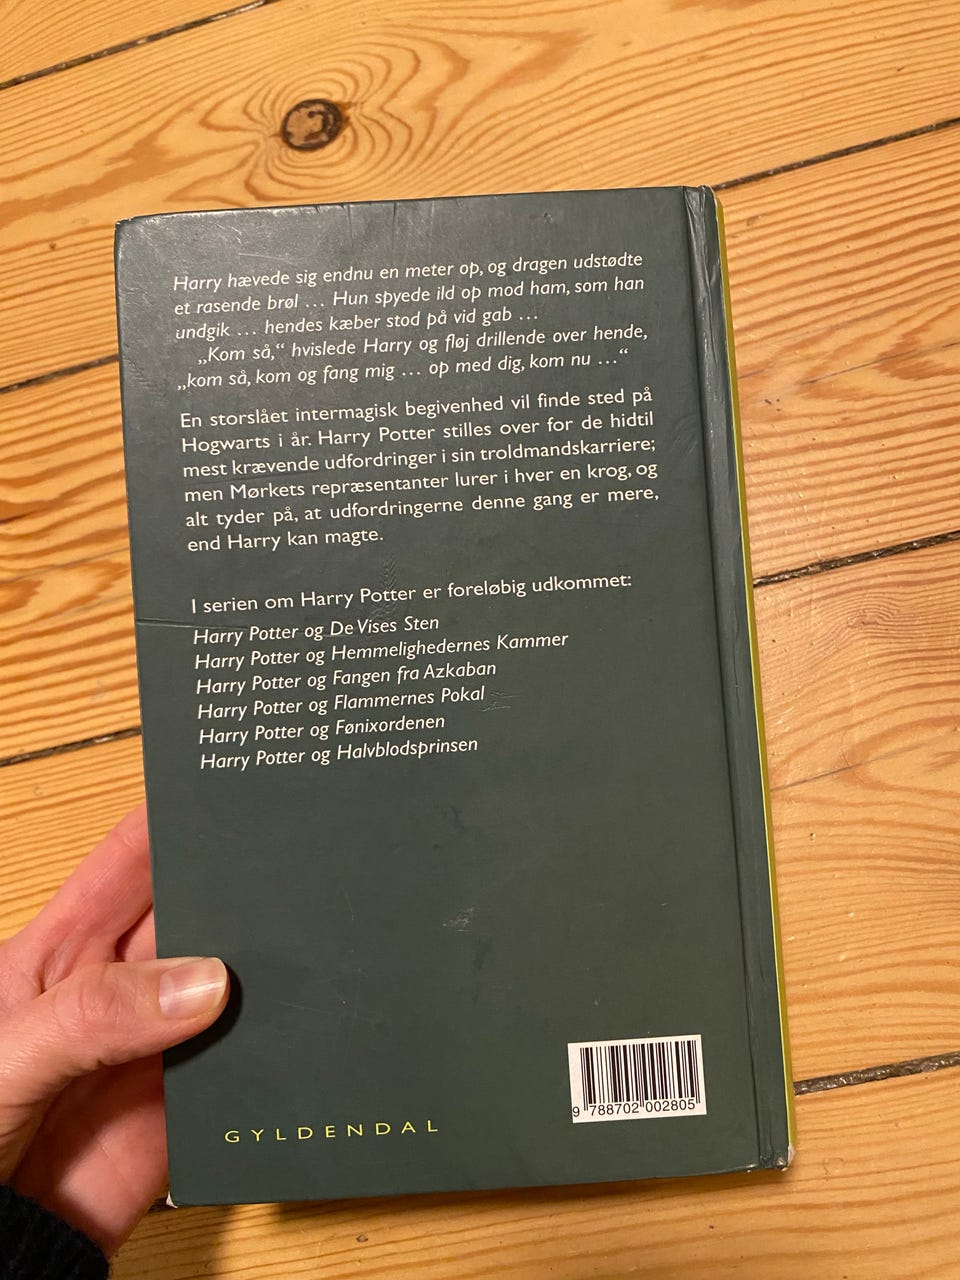 Harry hævede sig endnu en meter op, og dragen udstødte
et rasende brøl ... Hun spyede ild op mod ham, som han
undgik ... hendes kæber stod på vid gab ...
„Kom så,“ hvislede Harry og fløj drillende over hende,
„kom så, kom og fang mig ... op med dig, kom nu ...“
En storslået intermagisk begivenhed vil finde sted på
Hogwarts i år. Harry Potter stilles over for de hidtil
mest krævende udfordringer i sin troldmandskarriere;
men Mørkets repræsentanter lurer i hver en krog, og
alt tyder på, at udfordringerne denne gang er mere,
end Harry kan magte.
I serien om Harry Potter er foreløbig udkommet:
Harry Potter og De Vises Sten
Harry Potter og Hemmelighedernes Kammer
Harry Potter og Fangen fra Azkaban
Harry Potter og Flammernes Pokal
Harry Potter og Fønixordenen
Harry Potter og Halvblodsprinsen
9 788702 002805
GYLDENDAL